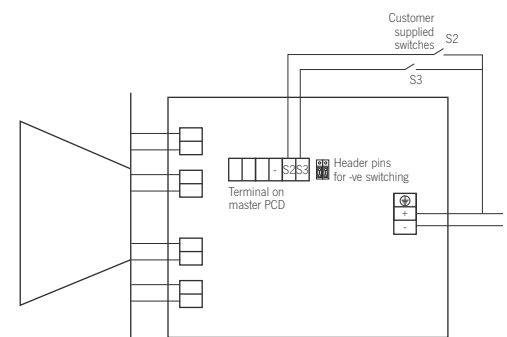 Customer
supplied
switches
S2
S3
- S2 S3
Header pins
for -ve switching
Terminal on
master PCD
+
-